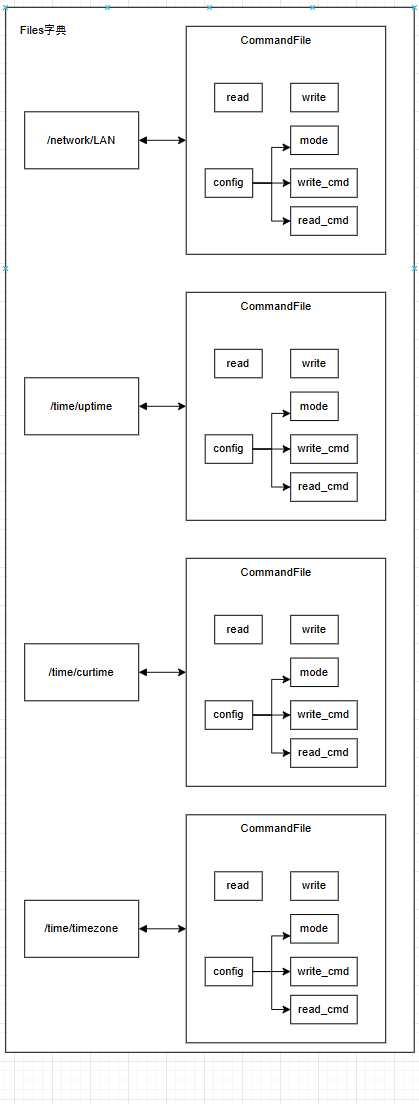 Files字典
CommandFile
read
write
/network/LAN
mode
config
write_cmd
read_cmd
CommandFile
read
write
/time/uptime
mode
config
write_cmd
read_cmd
CommandFile
read
write
/time/curtime
mode
config
write_cmd
read_cmd
CommandFile
read
write
/time/timezone
mode
config
write_cmd
read_cmd